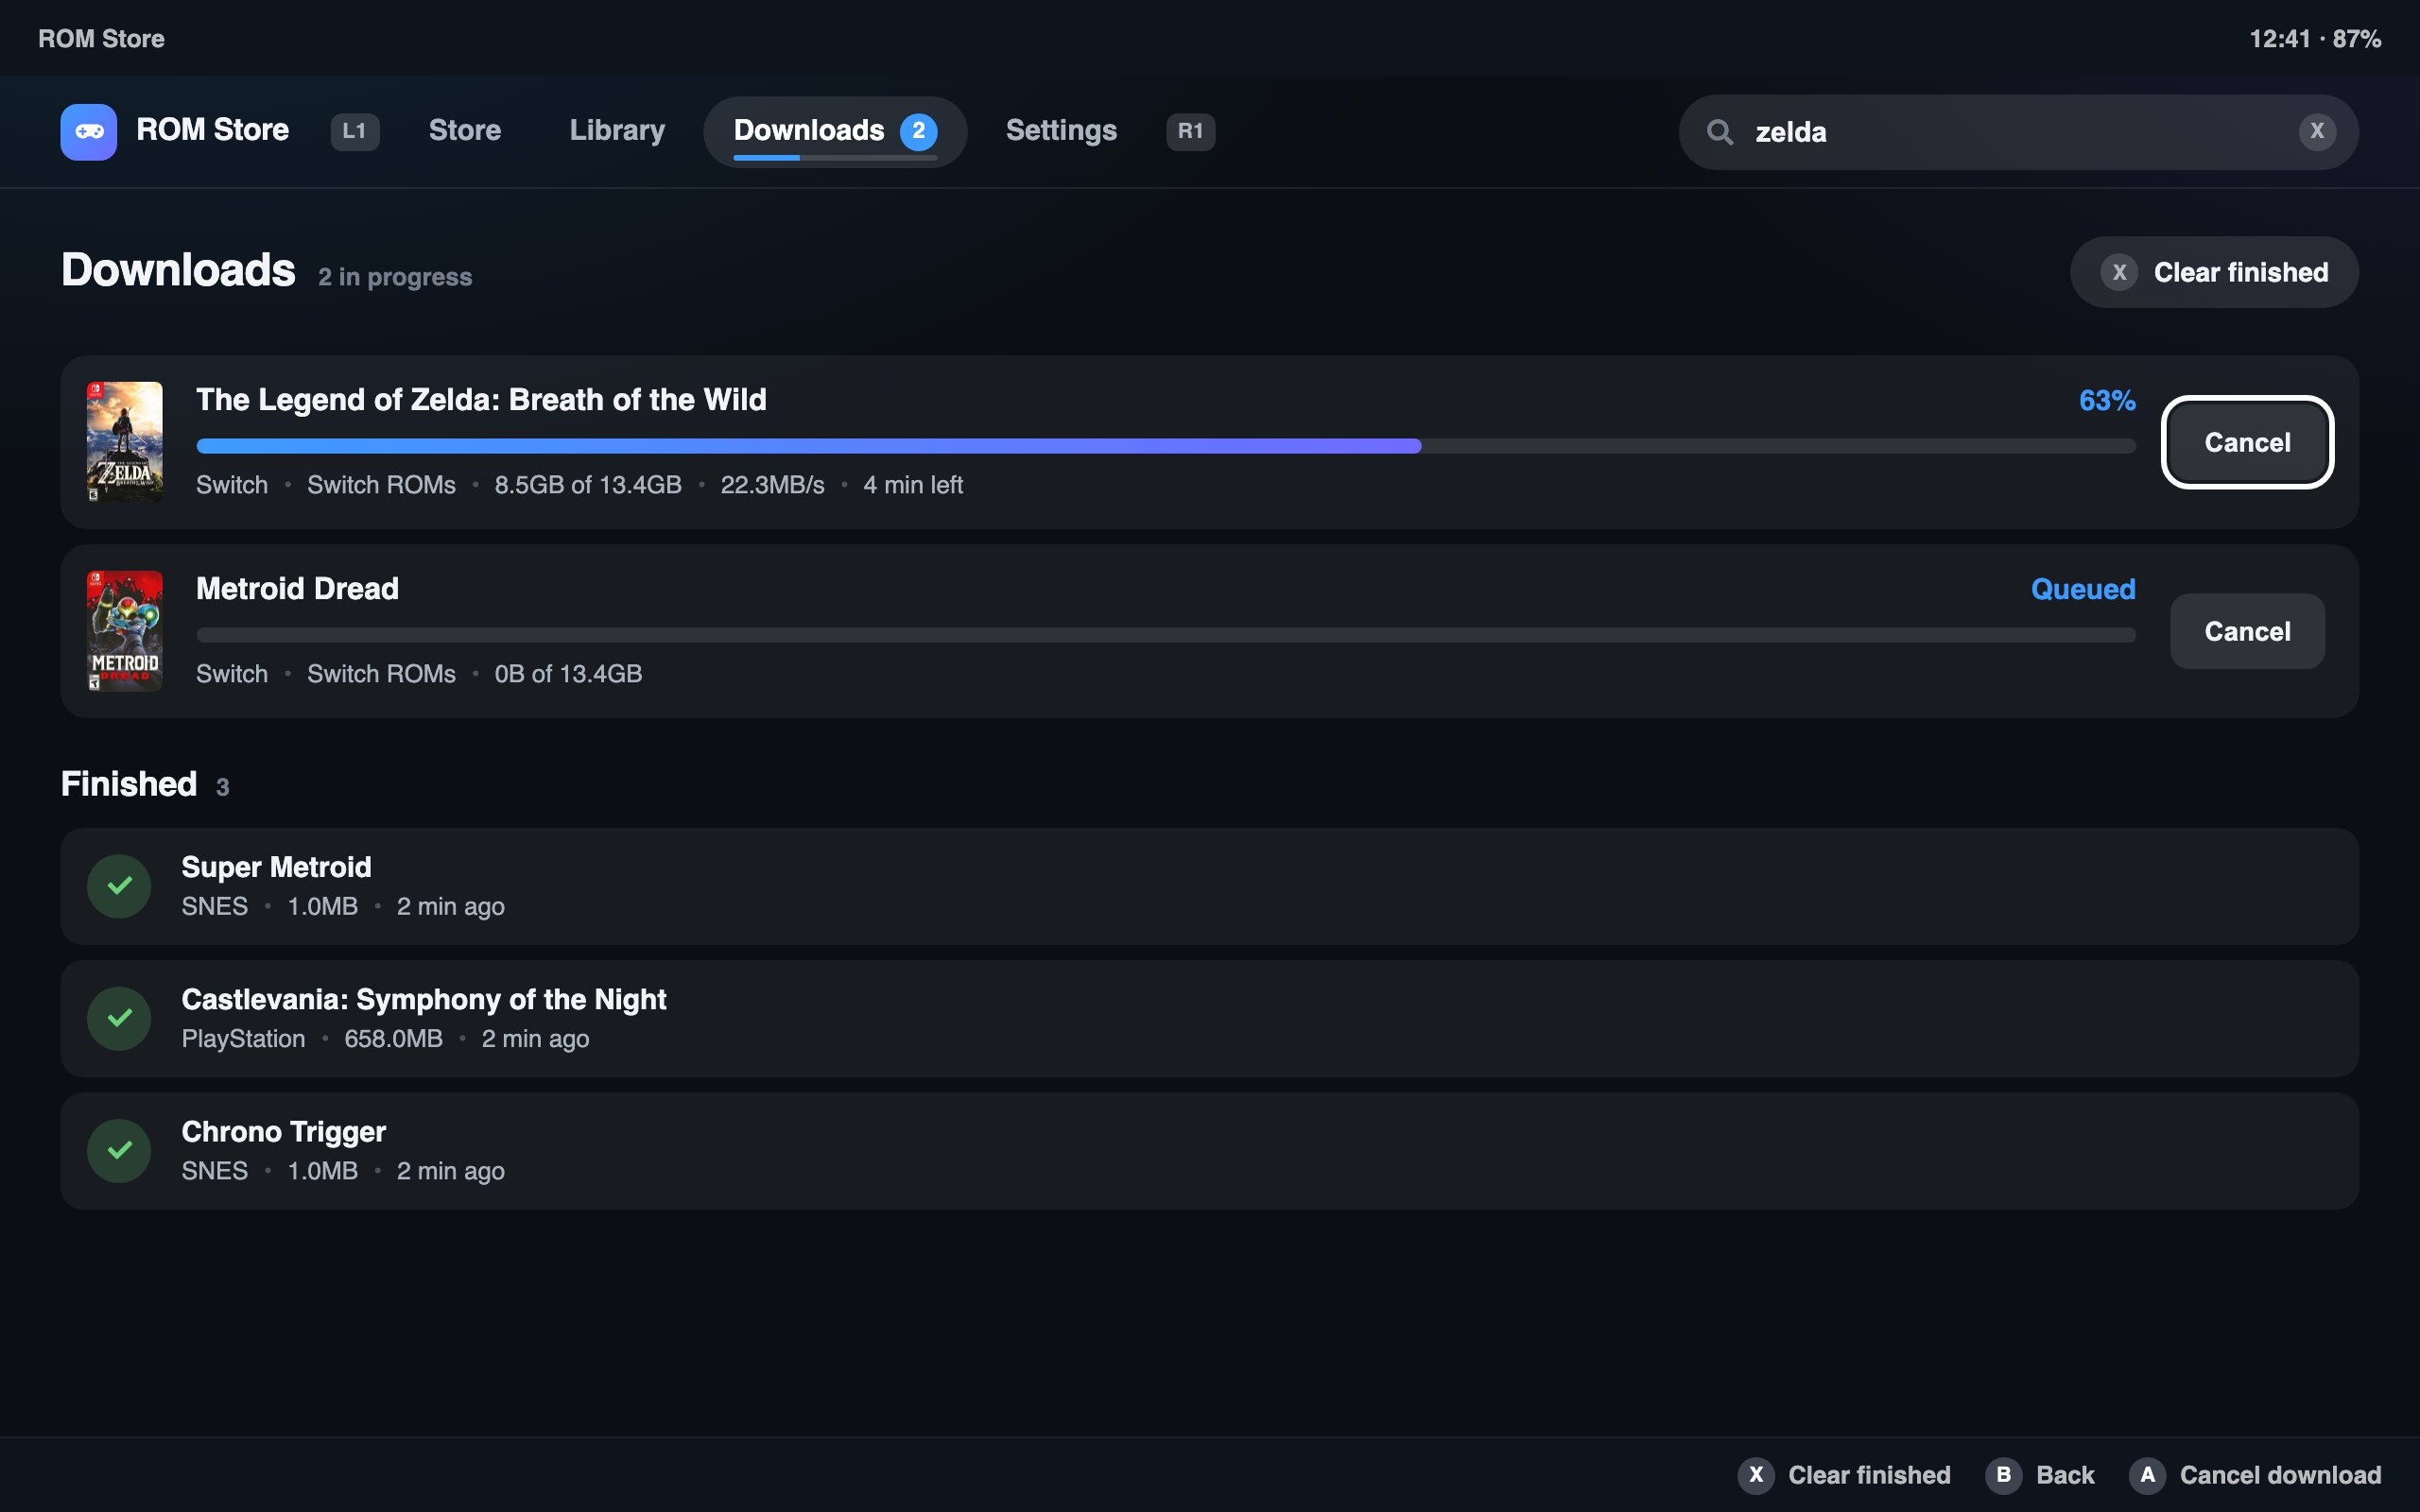 ROM Store
12:41 · 87%
ROM Store L1 Store Library Downloads 2 Settings R1 zelda X
Downloads 2 in progress X Clear finished
The Legend of Zelda: Breath of the Wild 63%
Cancel
Switch • Switch ROMs • 8.5GB of 13.4GB • 22.3MB/s • 4 min left
ZELDA
Metroid Dread Queued
Cancel
Switch • Switch ROMs • 0B of 13.4GB
METROID
DREAD
Finished 3
Super Metroid
SNES • 1.0MB • 2 min ago
Castlevania: Symphony of the Night
PlayStation • 658.0MB • 2 min ago
Chrono Trigger
SNES • 1.0MB • 2 min ago
X Clear finished B Back A Cancel download